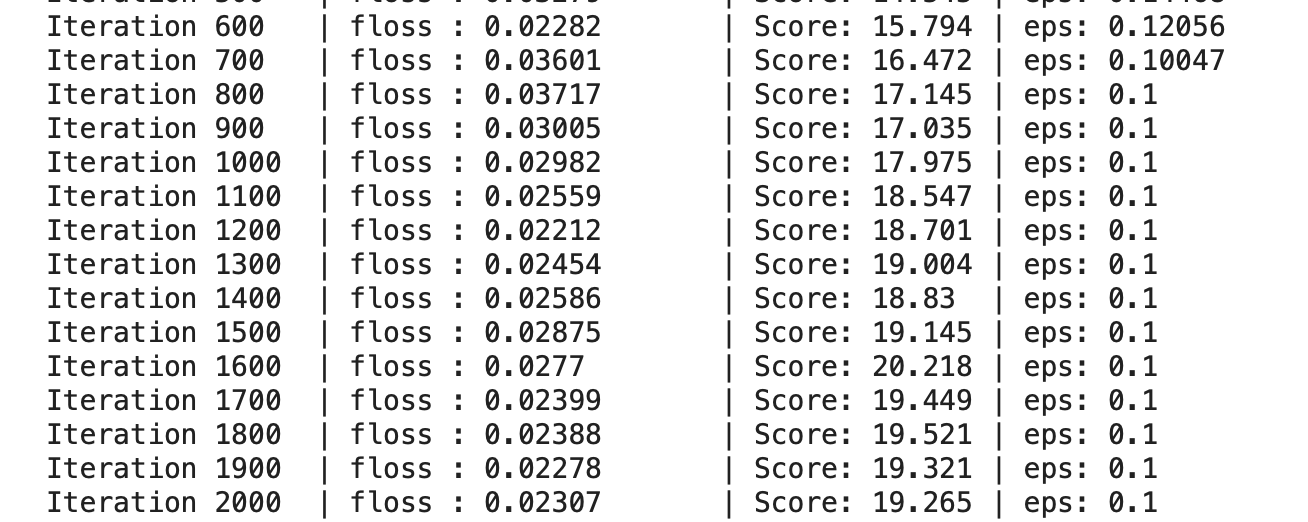 Iteration 600 | floss : 0.02282 | Score: 15.794 | eps: 0.12056
Iteration 700 | floss : 0.03601 | Score: 16.472 | eps: 0.10047
Iteration 800 | floss : 0.03717 | Score: 17.145 | eps: 0.1
Iteration 900 | floss : 0.03005 | Score: 17.035 | eps: 0.1
Iteration 1000 | floss : 0.02982 | Score: 17.975 | eps: 0.1
Iteration 1100 | floss : 0.02559 | Score: 18.547 | eps: 0.1
Iteration 1200 | floss : 0.02212 | Score: 18.701 | eps: 0.1
Iteration 1300 | floss : 0.02454 | Score: 19.004 | eps: 0.1
Iteration 1400 | floss : 0.02586 | Score: 18.83 | eps: 0.1
Iteration 1500 | floss : 0.02875 | Score: 19.145 | eps: 0.1
Iteration 1600 | floss : 0.0277 | Score: 20.218 | eps: 0.1
Iteration 1700 | floss : 0.02399 | Score: 19.449 | eps: 0.1
Iteration 1800 | floss : 0.02388 | Score: 19.521 | eps: 0.1
Iteration 1900 | floss : 0.02278 | Score: 19.321 | eps: 0.1
Iteration 2000 | floss : 0.02307 | Score: 19.265 | eps: 0.1